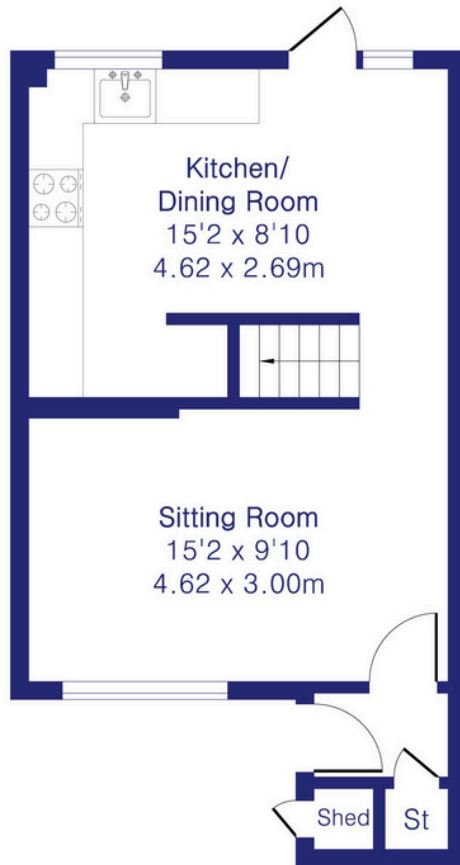 Kitchen/
Dining Room
15'2 x 8'10
4.62 x 2.69m
Sitting Room
15'2 x 9'10
4.62 x 3.00m
Shed
St